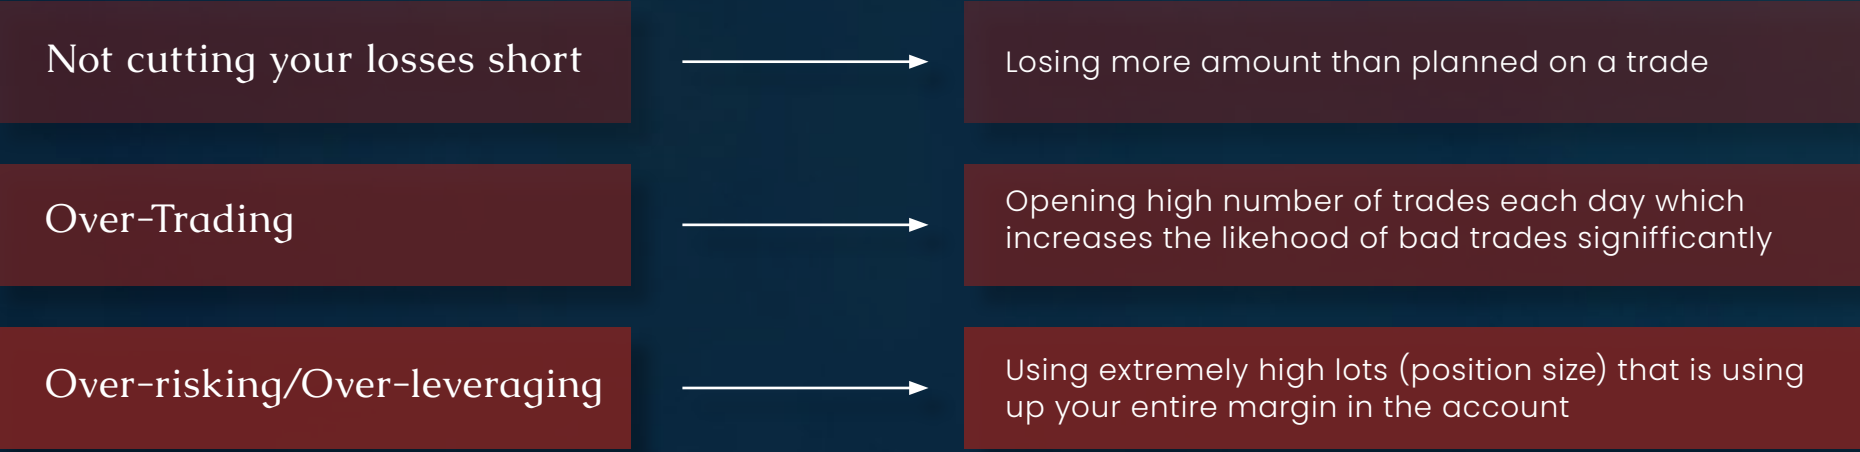 Not cutting your losses short
Losing more amount than planned on a trade
Over-Trading
Opening high number of trades each day which
increases the likehood of bad trades signifficantly
Over-risking/Over-leveraging
Using extremely high lots (position size) that is using
up your entire margin in the account